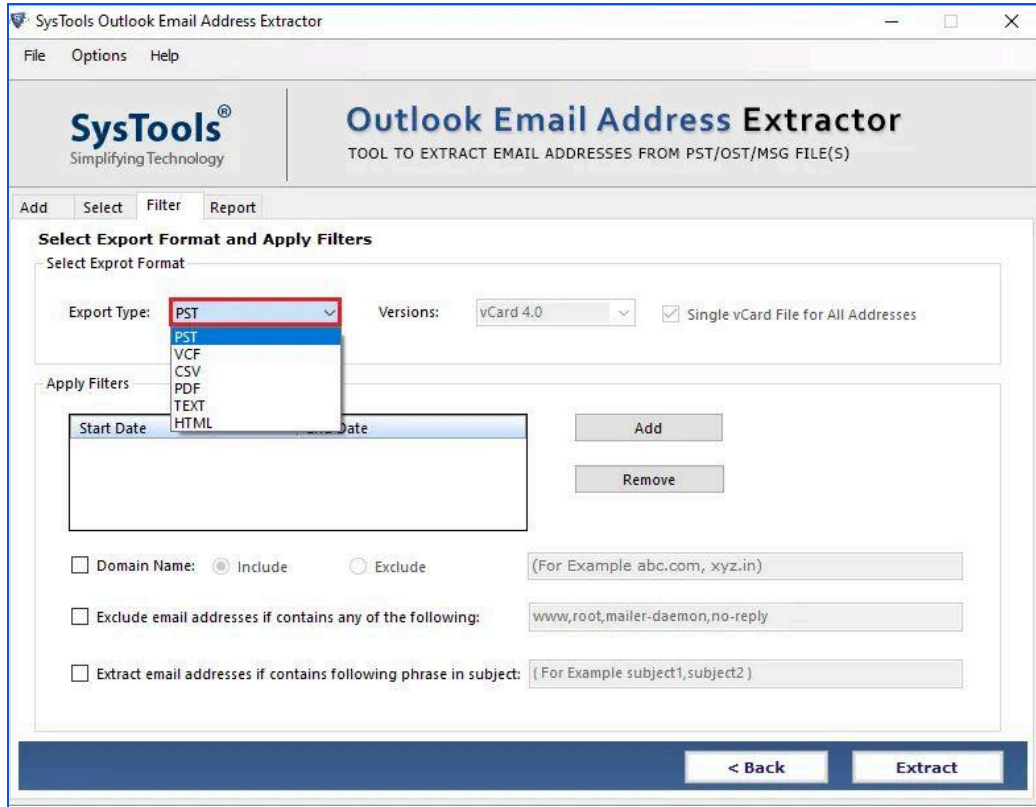 SysTools Outlook Email Address Extractor
File Options Help
SysTools®
Simplifying Technology
Outlook Email Address Extractor
TOOL TO EXTRACT EMAIL ADDRESSES FROM PST/OST/MSG FILE(S)
Add Select Filter Report
Select Export Format and Apply Filters
Select Exprot Format
Export Type: PST Versions: vCard 4.0 Single vCard File for All Addresses
PST
VCF
CSV
PDF
TEXT
HTML
Apply Filters
Start Date Date
Add
Remove
Domain Name: Include Exclude (For Example abc.com, xyz.in)
Exclude email addresses if contains any of the following: www,root,mailer-daemon,no-reply
Extract email addresses if contains following phrase in subject: ( For Example subject1,subject2 )
< Back Extract